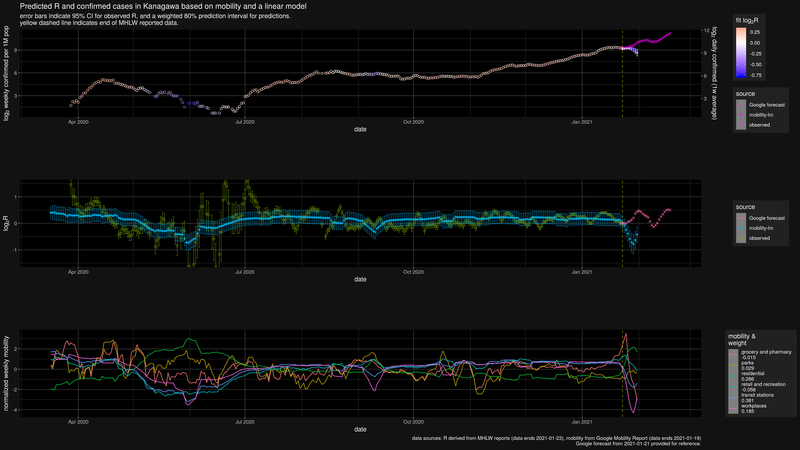 Predicted R and confirmed cases in Kanagawa based on mobility and a linear model
error bars indicate 95% CI for observed R, and a weighted 80% prediction interval for predictions.
yellow dashed line indicates end of MHLW reported data.
log₂ weekly confirmed per 1M pop
9
6
3
12
9
6
3
log₂ daily confirmed (1w average)
Apr 2020
Jul 2020
Oct 2020
Jan 2021
date
fit log₂R
0.25
0.00
-0.25
-0.50
-0.75
source
Google forecast
mobility-lm
observed
log₂R
1
0
-1
Apr 2020
Jul 2020
Oct 2020
Jan 2021
date
source
Google forecast
mobility-lm
observed
normalized weekly mobility
2
0
-2
-4
Apr 2020
Jul 2020
Oct 2020
Jan 2021
date
mobility &
weight
grocery and pharmacy
-0.015
parks
0.029
residential
0.286
retail and recreation
-0.056
transit stations
0.381
workplaces
0.185
data sources: R derived from MHLW reports (data ends 2021-01-23), mobility from Google Mobility Report (data ends 2021-01-19)
Google forecast from 2021-01-21 provided for reference.